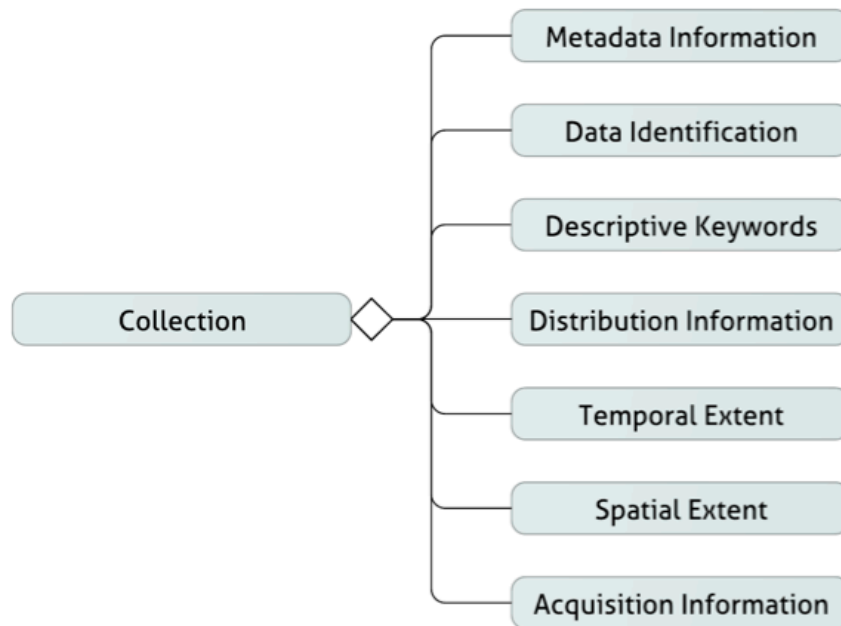 Metadata Information
Data Identification
Descriptive Keywords
Collection
Distribution Information
Temporal Extent
Spatial Extent
Acquisition Information